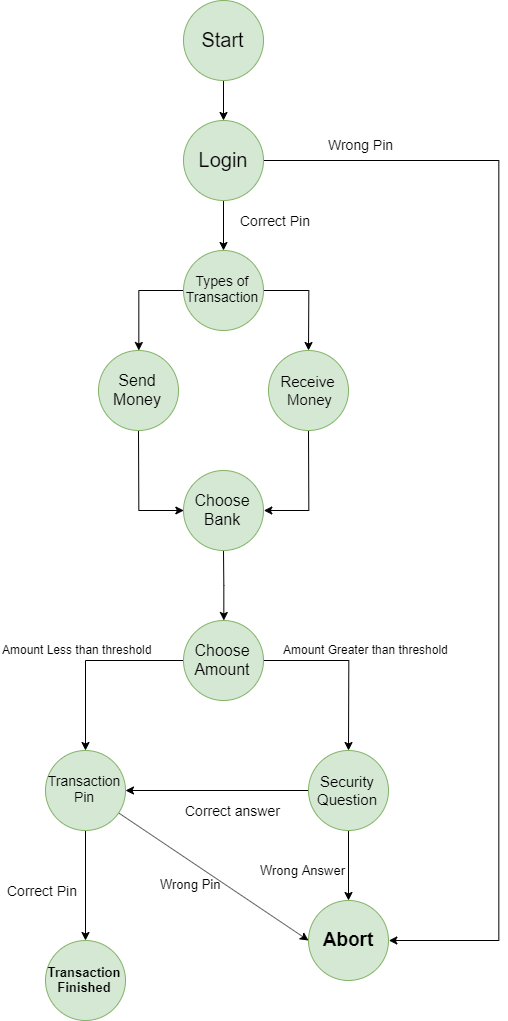 Start
Login
Wrong Pin
Correct Pin
Types of
Transaction
Send
Money
Receive
Money
Choose
Bank
Amount Less than threshold
Choose
Amount
Amount Greater than threshold
Transaction
Pin
Security
Question
Correct answer
Correct Pin
Wrong Pin
Wrong Answer
Abort
Transaction
Finished